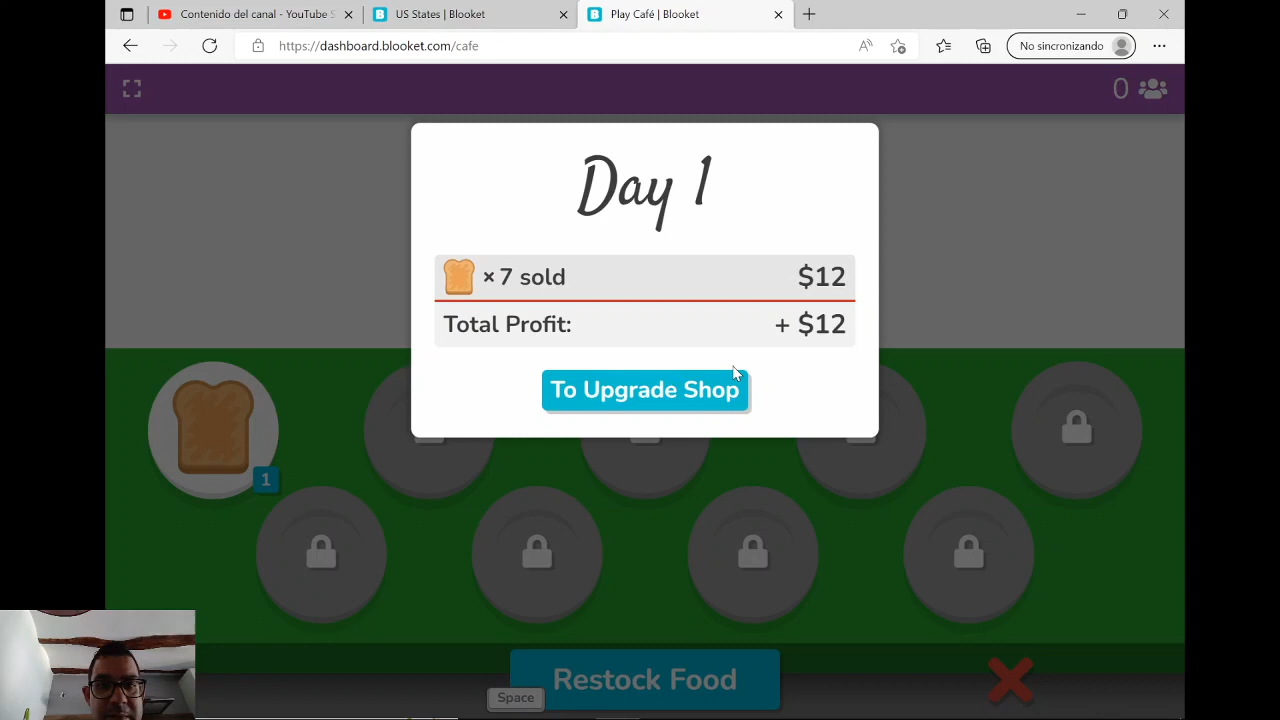 Contenido del canal - YouTube S
US States | Blooket
Play Café | Blooket
https://dashboard.blooket.com/cafe
No sincronizando
0
Day 1
× 7 sold $12
Total Profit: + $12
To Upgrade Shop
1
Restock Food
Space